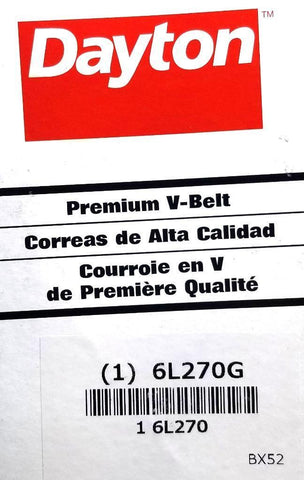 Dayton™
Premium V-Belt
Correas de Alta Calidad
Courroie en V
de Première Qualité
(1) 6L270G
1 6L270
BX52